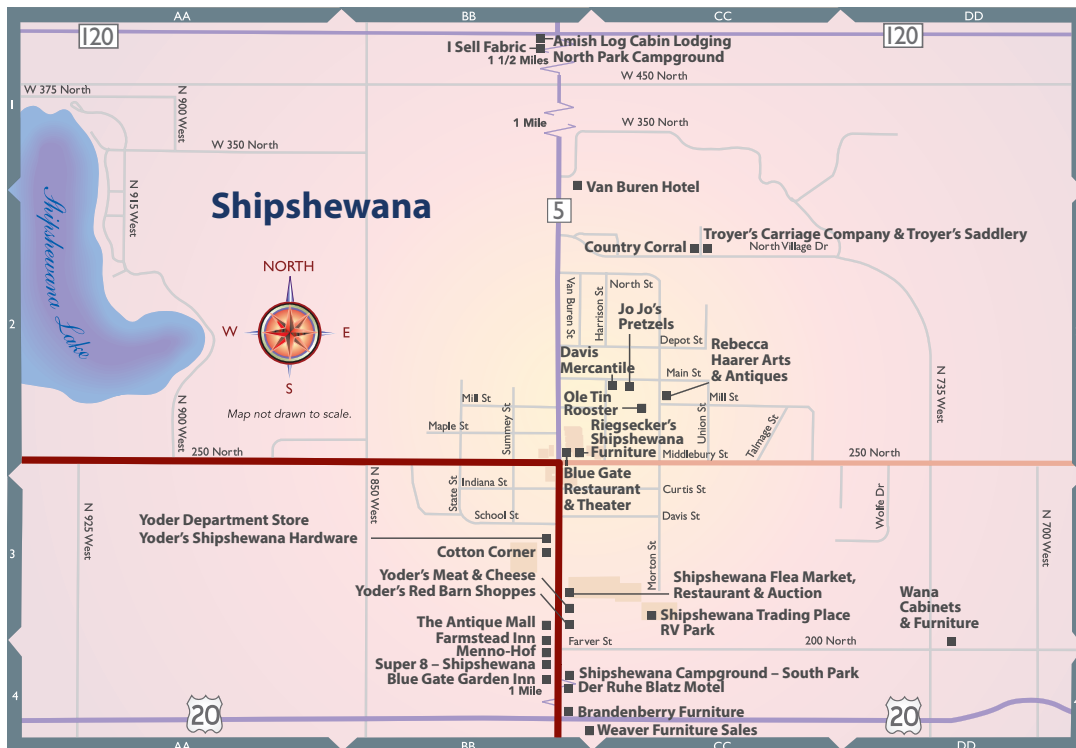 AA
BB
CC
DD
120
120
I Sell Fabric
Amish Log Cabin Lodging
North Park Campground
1 1/2 Miles
W 450 North
W 375 North
N 900 West
1
1 Mile
W 350 North
W 350 North
N 915 West
Van Buren Hotel
Shipshewana
5
Shipshewana Lake
Troyer's Carriage Company & Troyer's Saddlery
Country Corral
North Village Dr
NORTH
W
E
S
Map not drawn to scale.
2
Van Buren St
Harrison St
North St
Jo Jo's
Pretzels
Depot St
Rebecca
Haarer Arts
& Antiques
Davis
Mercantile
Main St
Ole Tin
Rooster
Mill St
Mill St
Union St
Talmage St
N 735 West
Summey St
Maple St
Riegsecker's
Shipshewana
Furniture
N 900 West
250 North
Middlebury St
250 North
Blue Gate
Restaurant
& Theater
N 850 West
State St
Indiana St
Curtis St
School St
Davis St
Wolfe Dr
N 925 West
N 700 West
Yoder Department Store
Yoder's Shipshewana Hardware
3
Cotton Corner
Morton St
Yoder's Meat & Cheese
Yoder's Red Barn Shoppes
Shipshewana Flea Market,
Restaurant & Auction
Wana
Cabinets
& Furniture
Shipshewana Trading Place
RV Park
The Antique Mall
Farmstead Inn
Menno-Hof
Super 8 – Shipshewana
Blue Gate Garden Inn
1 Mile
Farver St
200 North
Shipshewana Campground – South Park
Der Ruhe Blatz Motel
4
20
20
Brandenberry Furniture
Weaver Furniture Sales
AA
BB
CC
DD